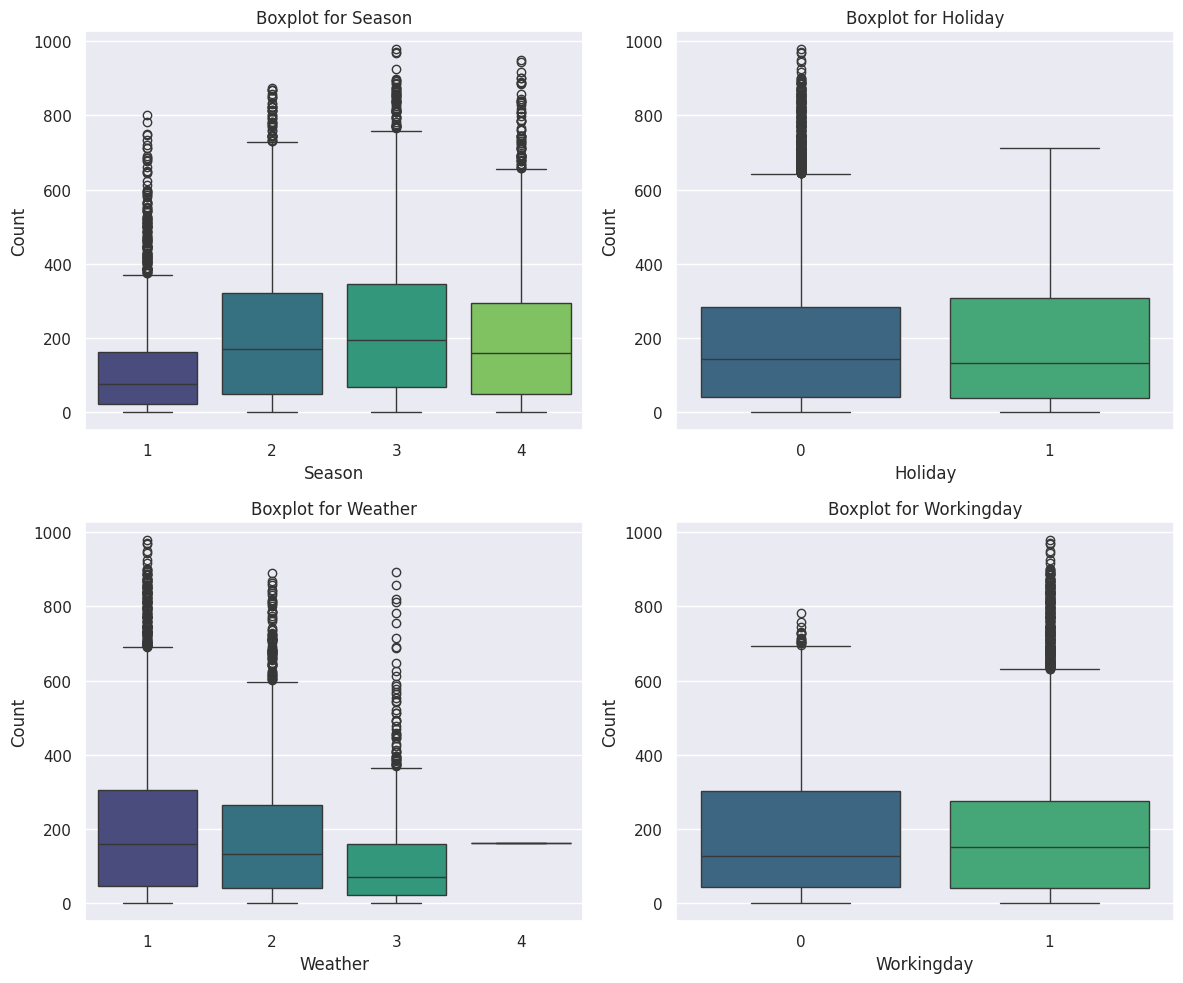 Boxplot for Season
Count
1000
800
600
400
200
0
1 2 3 4
Season
Boxplot for Holiday
Count
1000
800
600
400
200
0
0 1
Holiday
Boxplot for Weather
Count
1000
800
600
400
200
0
1 2 3 4
Weather
Boxplot for Workingday
Count
1000
800
600
400
200
0
0 1
Workingday